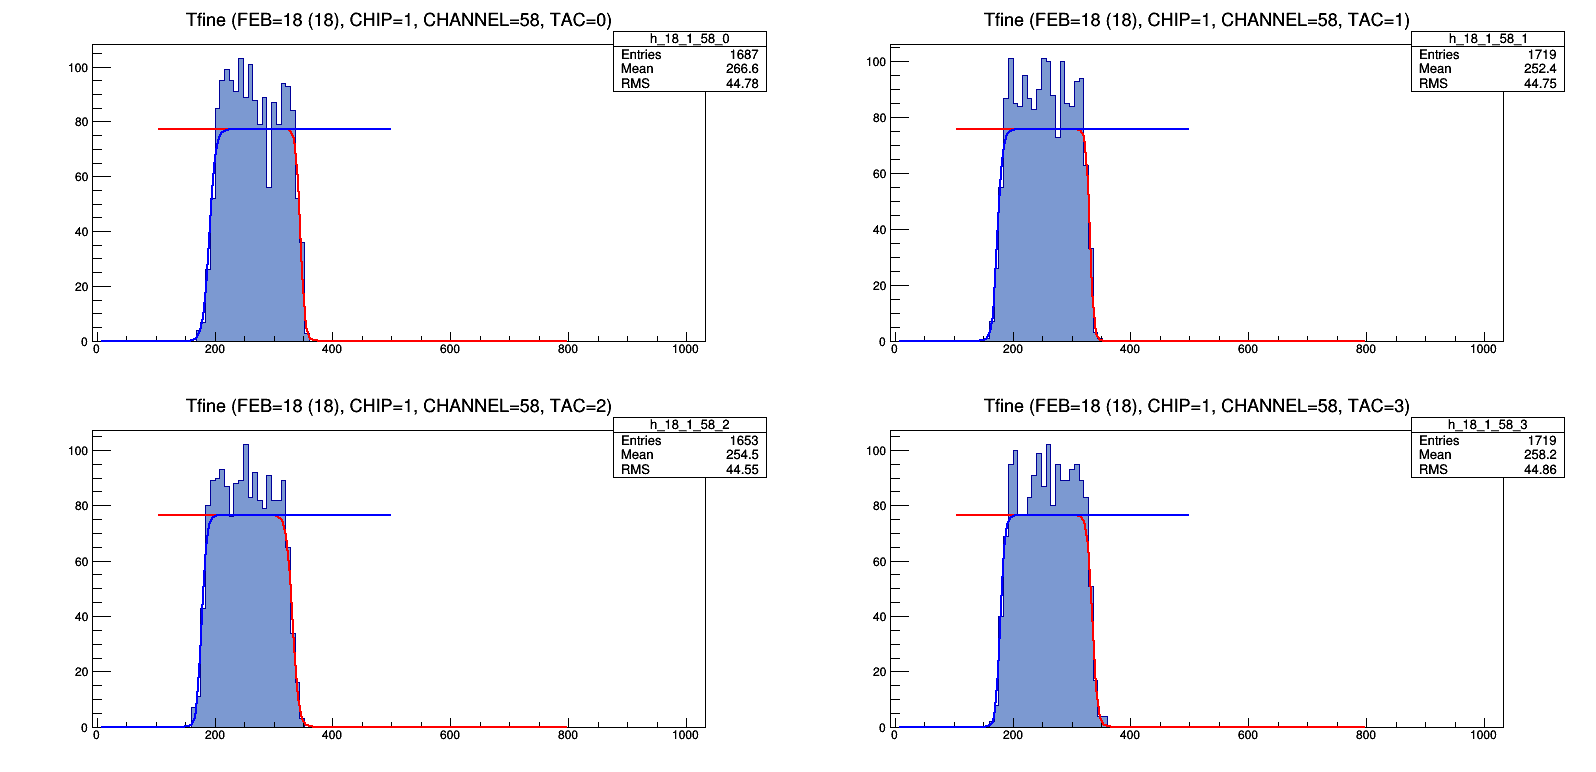 Tfine (FEB=18 (18), CHIP=1, CHANNEL=58, TAC=0)
h_18_1_58_0
Entries 1687
Mean 266.6
RMS 44.78
100
80
60
40
20
0
0 200 400 600 800 1000
Tfine (FEB=18 (18), CHIP=1, CHANNEL=58, TAC=1)
h_18_1_58_1
Entries 1719
Mean 252.4
RMS 44.75
100
80
60
40
20
0
0 200 400 600 800 1000
Tfine (FEB=18 (18), CHIP=1, CHANNEL=58, TAC=2)
h_18_1_58_2
Entries 1653
Mean 254.5
RMS 44.55
100
80
60
40
20
0
0 200 400 600 800 1000
Tfine (FEB=18 (18), CHIP=1, CHANNEL=58, TAC=3)
h_18_1_58_3
Entries 1719
Mean 258.2
RMS 44.86
100
80
60
40
20
0
0 200 400 600 800 1000